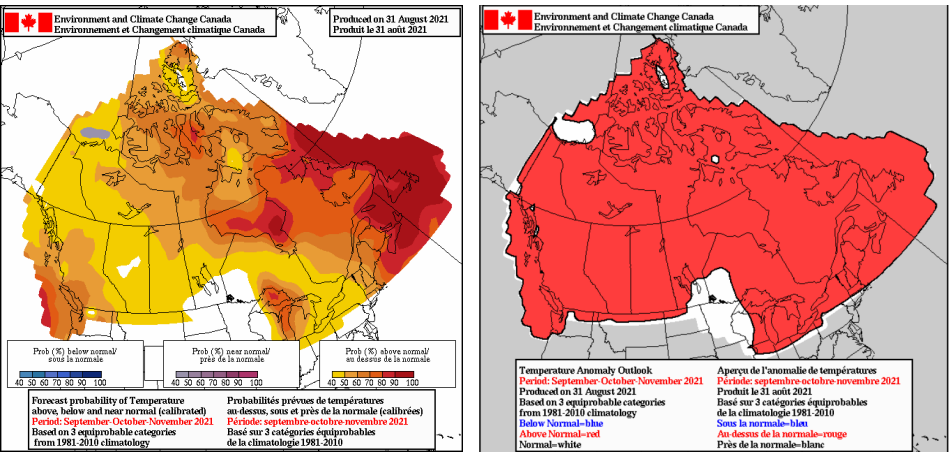 Environment and Climate Change Canada
Environnement et Changement climatique Canada
Produced on 31 August 2021
Produit le 31 août 2021
Prob (%) below normal/
sous la normale
40 50 60 70 80 90 100
Prob (%) near normal/
près de la normale
40 50 60 70 80 90 100
Prob (%) above normal/
au dessus de la normale
40 50 60 70 80 90 100
Forecast probability of Temperature
above, below and near normal (calibrated)
Period: September-October-November 2021
Based on 3 equiprobable categories
from 1981-2010 climatology
Probabilités prévues de températures
au-dessus, sous et près de la normale (calibrées)
Période: septembre-octobre-novembre 2021
Basé sur 3 catégories équiprobables
de la climatologie 1981-2010
Environment and Climate Change Canada
Environnement et Changement climatique Canada
Temperature Anomaly Outlook
Period: September-October-November 2021
Produced on 31 August 2021
Based on 3 equiprobable categories
from 1981-2010 climatology
Below Normal=blue
Above Normal=red
Normal=white
Aperçu de l'anomalie de températures
Période: septembre-octobre-novembre 2021
Produit le 31 août 2021
Basé sur 3 catégories équiprobables
de la climatologie 1981-2010
Sous la normale=bleu
Au-dessus de la normale=rouge
Près de la normale=blanc